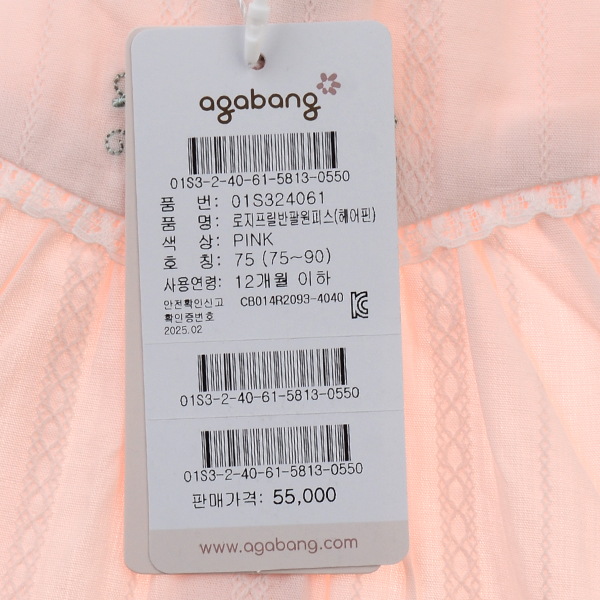 agabang
01S3-2-40-61-5813-0550
품 번: 01S324061
품 명: 로지프릴반팔원피스(헤어핀)
색 상: PINK
호 칭: 75 (75~90)
사용연령: 12개월 이하
안전확인신고 CB014R2093-4040
확인증번호
2025.02
01S3-2-40-61-5813-0550
01S3-2-40-61-5813-0550
판매가격: 55,000
www.agabang.com